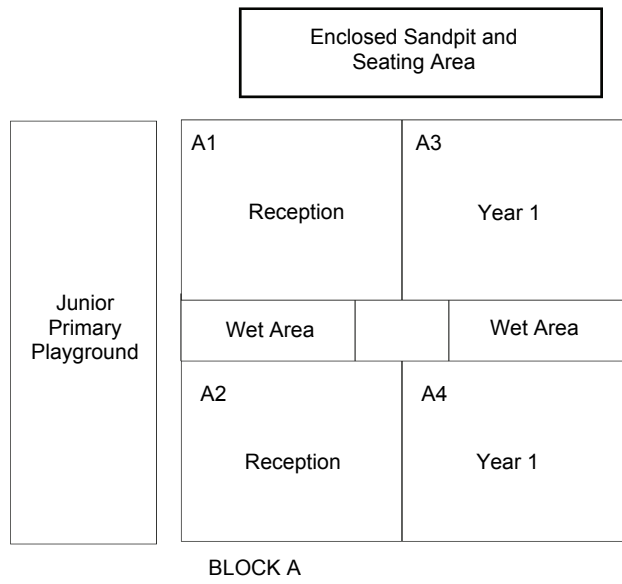 Enclosed Sandpit and
Seating Area
A1
A3
Reception
Year 1
Junior
Primary
Playground
Wet Area
Wet Area
A2
A4
Reception
Year 1
BLOCK A